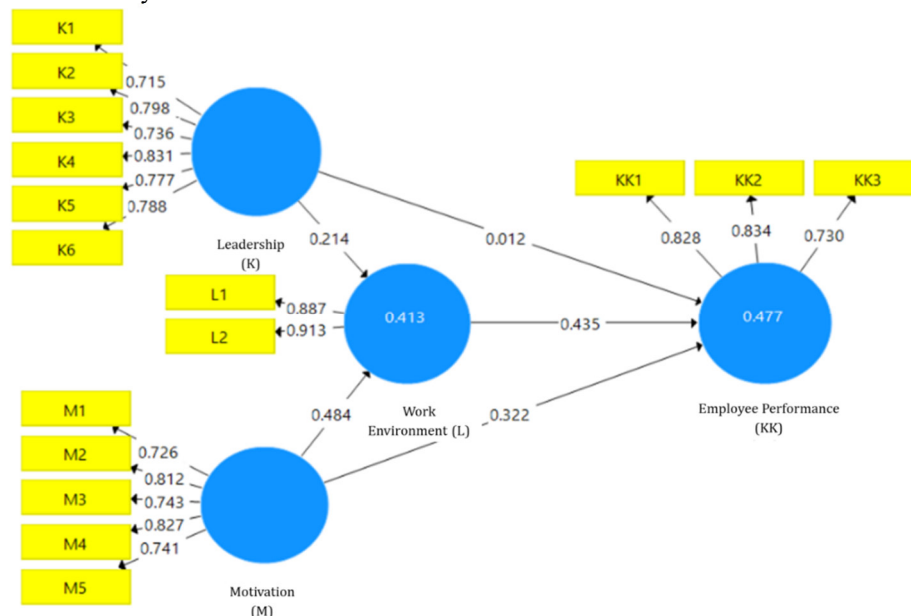 K1
K2
K3
K4
K5
K6
0.715
0.798
0.736
0.831
0.777
0.788
Leadership
(K)
0.214
0.012
KK1
KK2
KK3
0.828
0.834
0.730
L1
L2
0.887
0.913
0.413
0.435
0.477
Work
Environment (L)
Employee Performance
(KK)
0.484
0.322
M1
M2
M3
M4
M5
0.726
0.812
0.743
0.827
0.741
Motivation
(M)